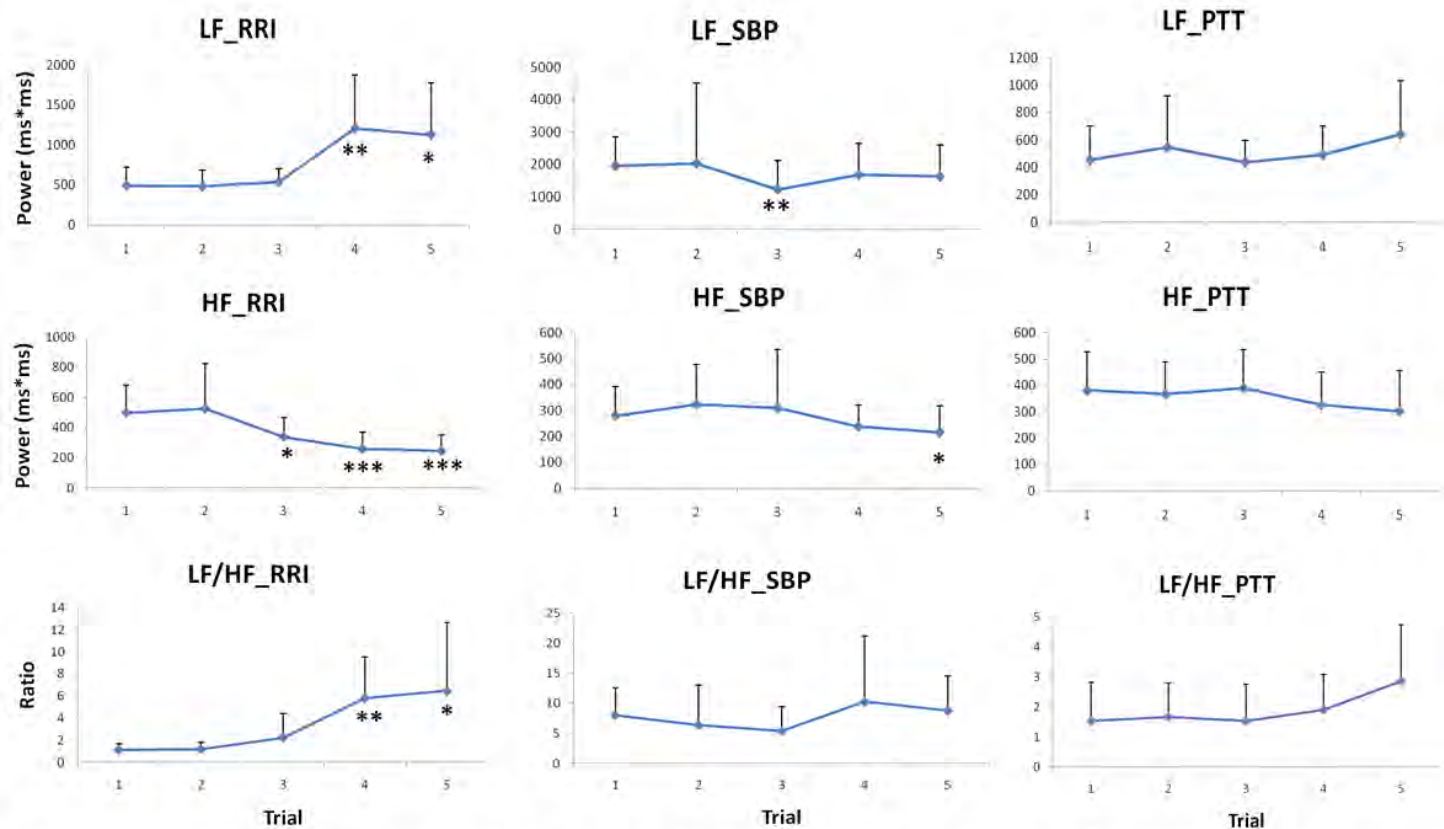 LF_RRI
Power (ms*ms)
2000
1500
1000
500
0
**
*
1 2 3 4 5
LF_SBP
5000
4000
3000
2000
1000
0
**
1 2 3 4 5
LF_PTT
1200
1000
800
600
400
200
0
1 2 3 4 5
HF_RRI
Power (ms*ms)
1000
800
600
400
200
0
*
***
***
1 2 3 4 5
HF_SBP
600
500
400
300
200
100
0
*
1 2 3 4 5
HF_PTT
600
500
400
300
200
100
0
1 2 3 4 5
LF/HF_RRI
Ratio
14
12
10
8
6
4
2
0
**
*
1 2 3 4 5
Trial
LF/HF_SBP
25
20
15
10
5
0
1 2 3 4 5
Trial
LF/HF_PTT
5
4
3
2
1
0
1 2 3 4 5
Trial